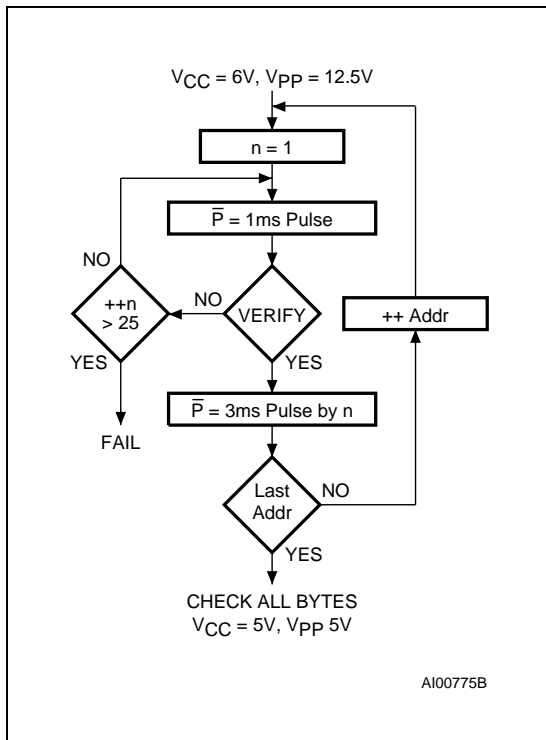 VCC = 6V, VPP = 12.5V
n = 1
P̅ = 1ms Pulse
NO
++n
> 25
NO
VERIFY
++ Addr
YES
YES
P̅ = 3ms Pulse by n
FAIL
Last
Addr
NO
YES
CHECK ALL BYTES
VCC = 5V, VPP 5V
AI00775B